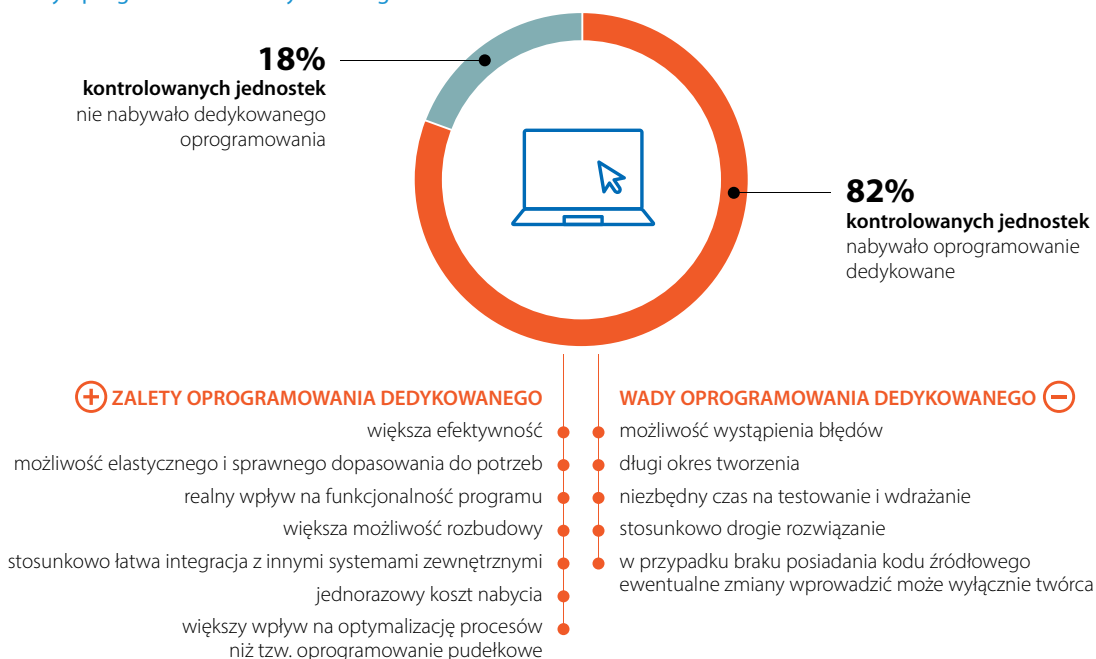 18%
kontrolowanych jednostek
nie nabywało dedykowanego
oprogramowania
82%
kontrolowanych jednostek
nabywało oprogramowanie
dedykowane
ZALETY OPROGRAMOWANIA DEDYKOWANEGO
większa efektywność
możliwość elastycznego i sprawnego dopasowania do potrzeb
realny wpływ na funkcjonalność programu
większa możliwość rozbudowy
stosunkowo łatwa integracja z innymi systemami zewnętrznymi
jednorazowy koszt nabycia
większy wpływ na optymalizację procesów
niż tzw. oprogramowanie pudełkowe
WADY OPROGRAMOWANIA DEDYKOWANEGO
możliwość wystąpienia błędów
długi okres tworzenia
niezbędny czas na testowanie i wdrażanie
stosunkowo drogie rozwiązanie
w przypadku braku posiadania kodu źródłowego
ewentualne zmiany wprowadzić może wyłącznie twórca